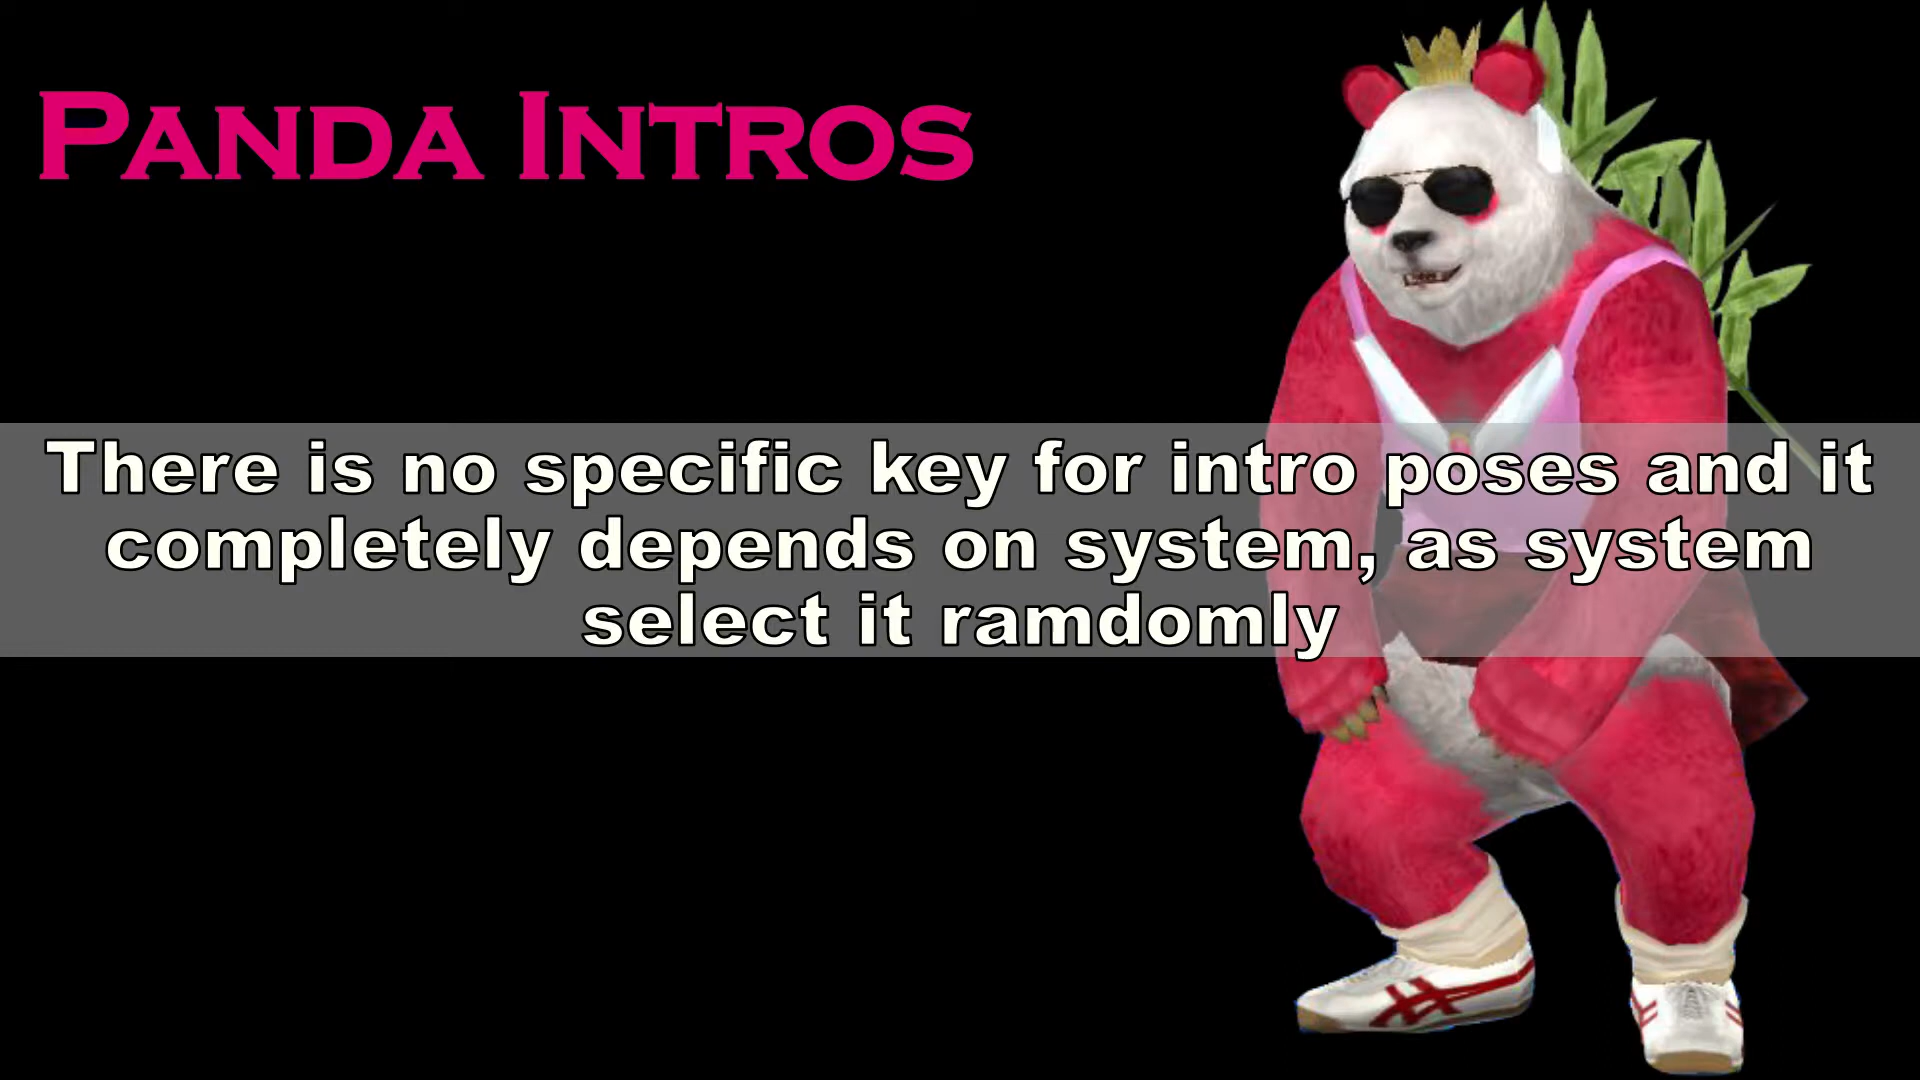 Panda Intros
There is no specific key for intro poses and it
completely depends on system, as system
select it ramdomly